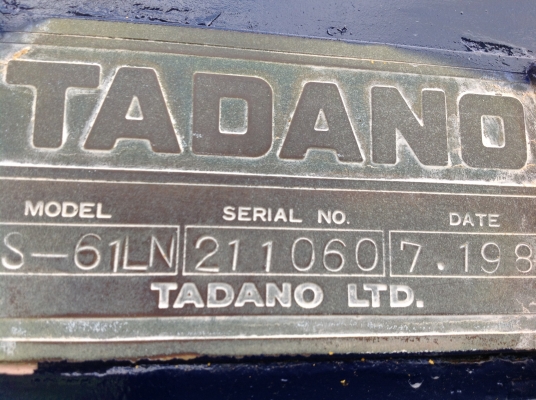 TADANO
MODEL SERIAL NO. DATE
S-61LN 211060 7.198
TADANO LTD.